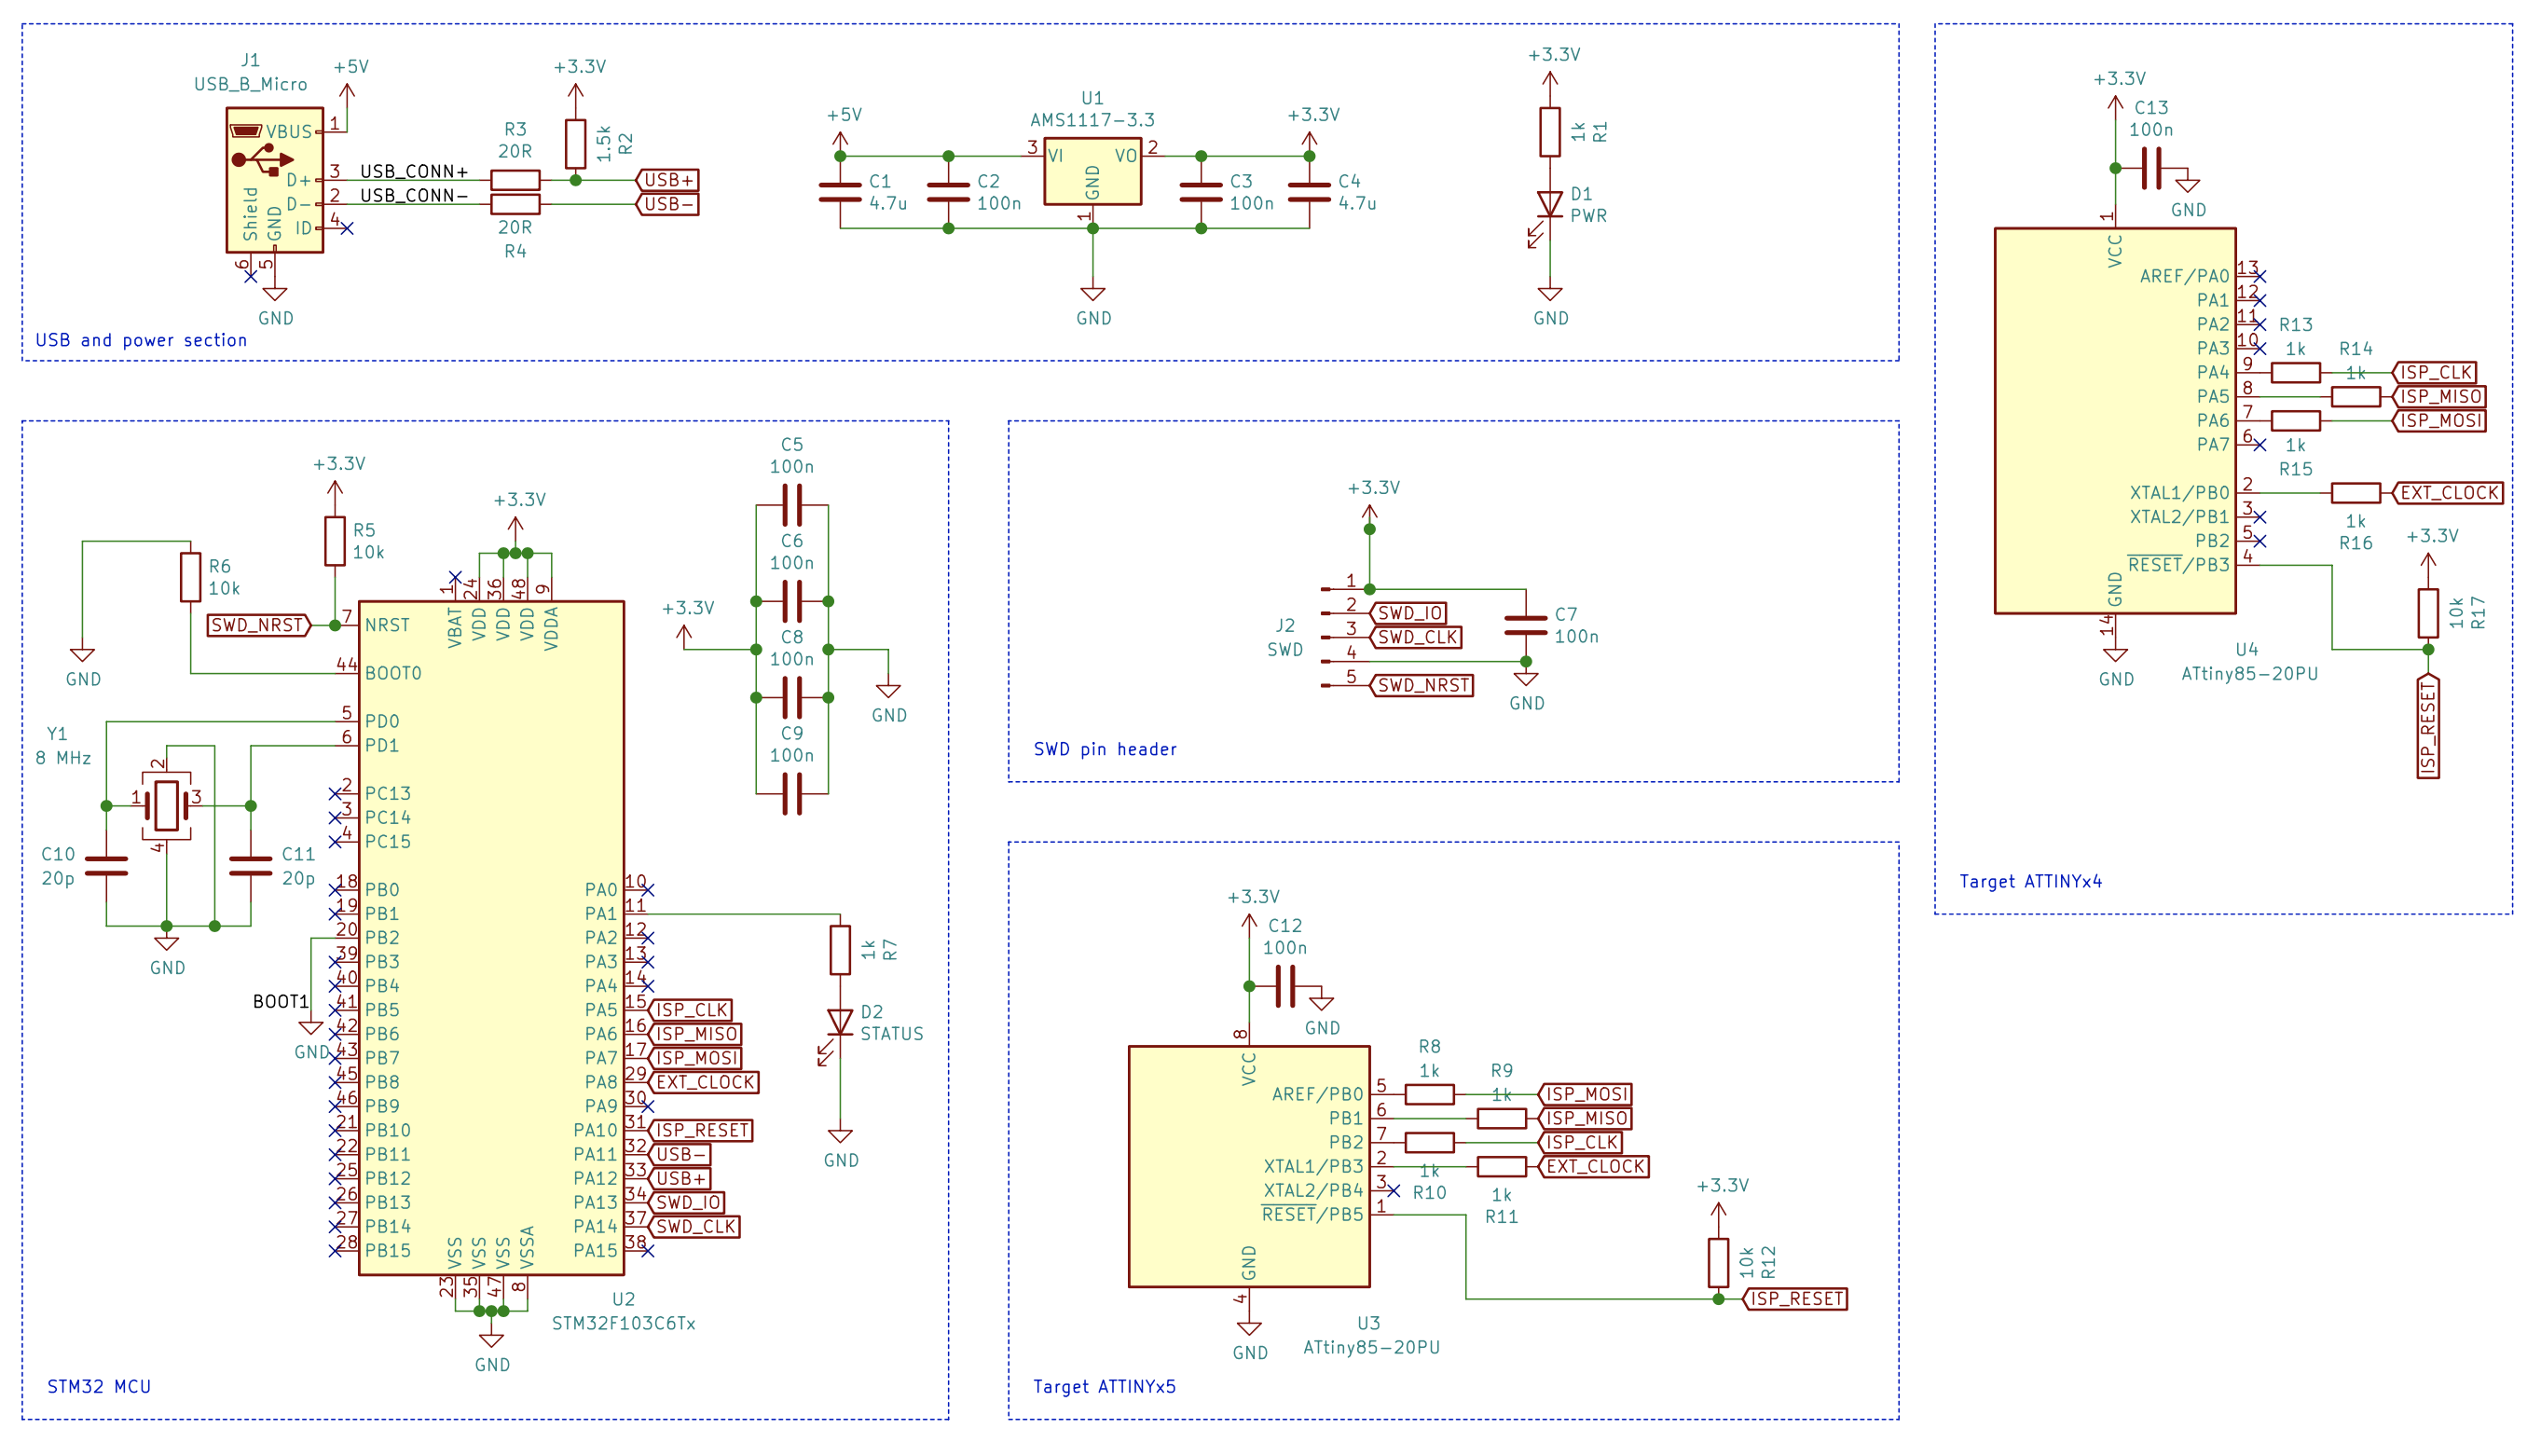 J1
USB_B_Micro
+5V
VBUS
1
D+
3
D-
2
ID
4
Shield
GND
6
5
GND
USB_CONN+
USB_CONN-
R3
20R
20R
R4
+3.3V
1.5k
R2
USB+
USB-
+5V
C1
4.7u
C2
100n
U1
AMS1117-3.3
3
VI
VO
2
GND
1
GND
C3
100n
+3.3V
C4
4.7u
+3.3V
1k
R1
D1
PWR
GND
USB and power section
+3.3V
R5
10k
R6
10k
GND
SWD_NRST
+3.3V
1
24
36
48
9
VBAT
VDD
VDD
VDD
VDDA
7
NRST
44
BOOT0
5
PD0
6
PD1
2
PC13
3
PC14
4
PC15
18
PB0
19
PB1
20
PB2
39
PB3
40
PB4
41
PB5
42
PB6
43
PB7
45
PB8
46
PB9
21
PB10
22
PB11
25
PB12
26
PB13
27
PB14
28
PB15
Y1
8 MHz
2
1
3
4
C10
20p
C11
20p
GND
BOOT1
GND
PA0
10
PA1
11
PA2
12
PA3
13
PA4
14
PA5
15
ISP_CLK
PA6
16
ISP_MISO
PA7
17
ISP_MOSI
PA8
29
EXT_CLOCK
PA9
30
PA10
31
ISP_RESET
PA11
32
USB-
PA12
33
USB+
PA13
34
SWD_IO
PA14
37
SWD_CLK
PA15
38
VSS
VSS
VSS
VSSA
23
35
47
8
GND
U2
STM32F103C6Tx
C5
100n
C6
100n
+3.3V
C8
100n
C9
100n
GND
1k
R7
D2
STATUS
GND
STM32 MCU
+3.3V
J2
SWD
1
2
SWD_IO
3
SWD_CLK
4
5
SWD_NRST
C7
100n
GND
SWD pin header
+3.3V
C12
100n
GND
8
VCC
AREF/PB0
5
PB1
6
PB2
7
XTAL1/PB3
2
XTAL2/PB4
3
RESET/PB5
1
GND
4
GND
R8
1k
R9
1k
1k
R10
1k
R11
ISP_MOSI
ISP_MISO
ISP_CLK
EXT_CLOCK
+3.3V
10k
R12
ISP_RESET
U3
ATtiny85-20PU
Target ATTINYx5
+3.3V
C13
100n
GND
1
VCC
AREF/PA0
13
PA1
12
PA2
11
PA3
10
PA4
9
PA5
8
PA6
7
PA7
6
XTAL1/PB0
2
XTAL2/PB1
3
PB2
5
RESET/PB3
4
GND
14
GND
R13
1k
R14
1k
1k
R15
1k
R16
ISP_CLK
ISP_MISO
ISP_MOSI
EXT_CLOCK
+3.3V
10k
R17
ISP_RESET
U4
ATtiny85-20PU
Target ATTINYx4